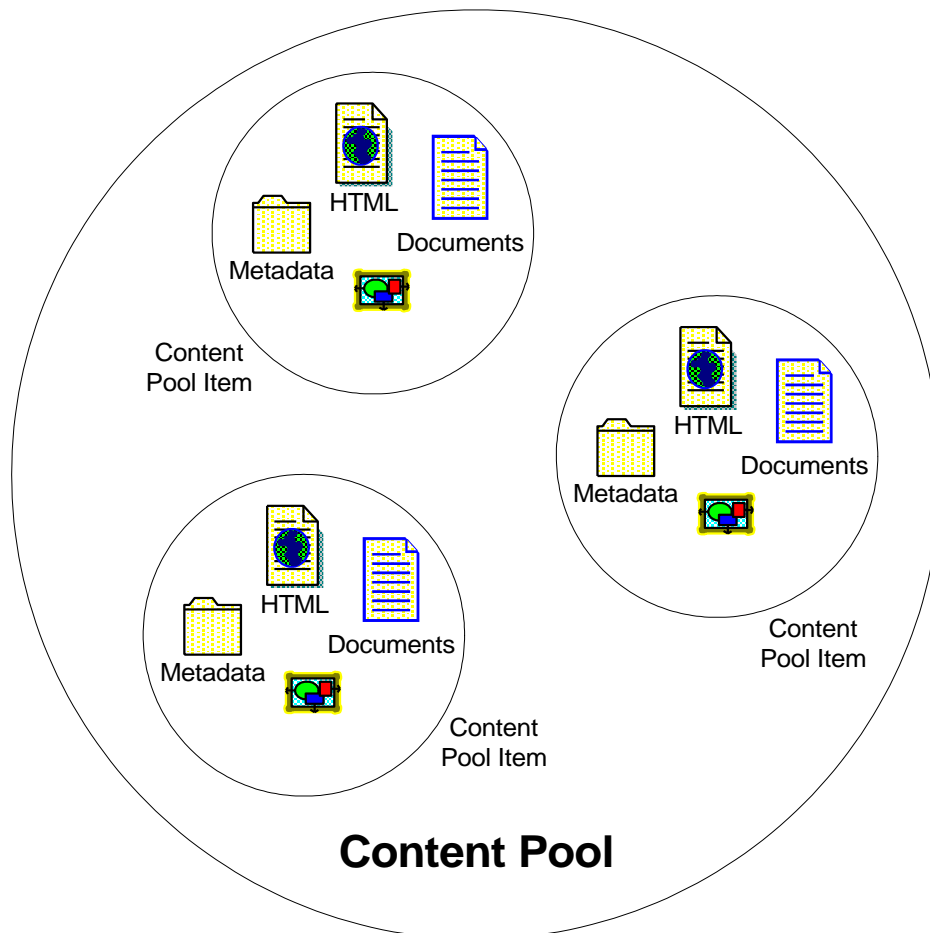 HTML
Documents
Metadata
Content
Pool Item
HTML
Documents
Metadata
Content
Pool Item
HTML
Documents
Metadata
Content
Pool Item
Content Pool